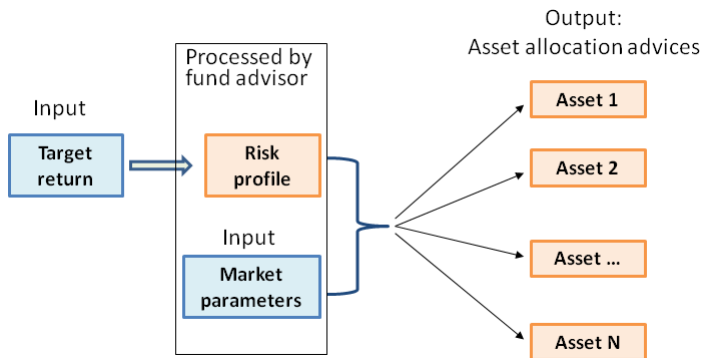 Input
Target
return
Processed by
fund advisor
Risk
profile
Input
Market
parameters
Output:
Asset allocation advices
Asset 1
Asset 2
Asset ...
Asset N